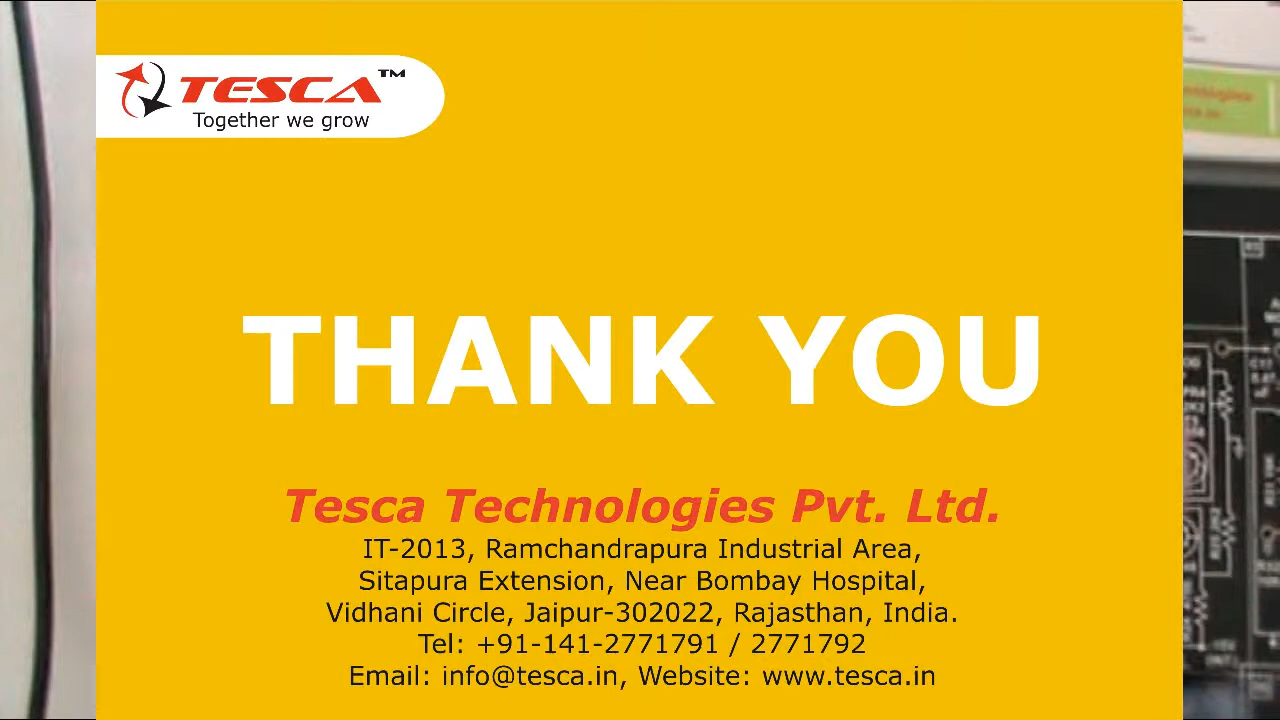 TESCA™
Together we grow
THANK YOU
Tesca Technologies Pvt. Ltd.
IT-2013, Ramchandrapura Industrial Area,
Sitapura Extension, Near Bombay Hospital,
Vidhani Circle, Jaipur-302022, Rajasthan, India.
Tel: +91-141-2771791 / 2771792
Email: info@tesca.in, Website: www.tesca.in